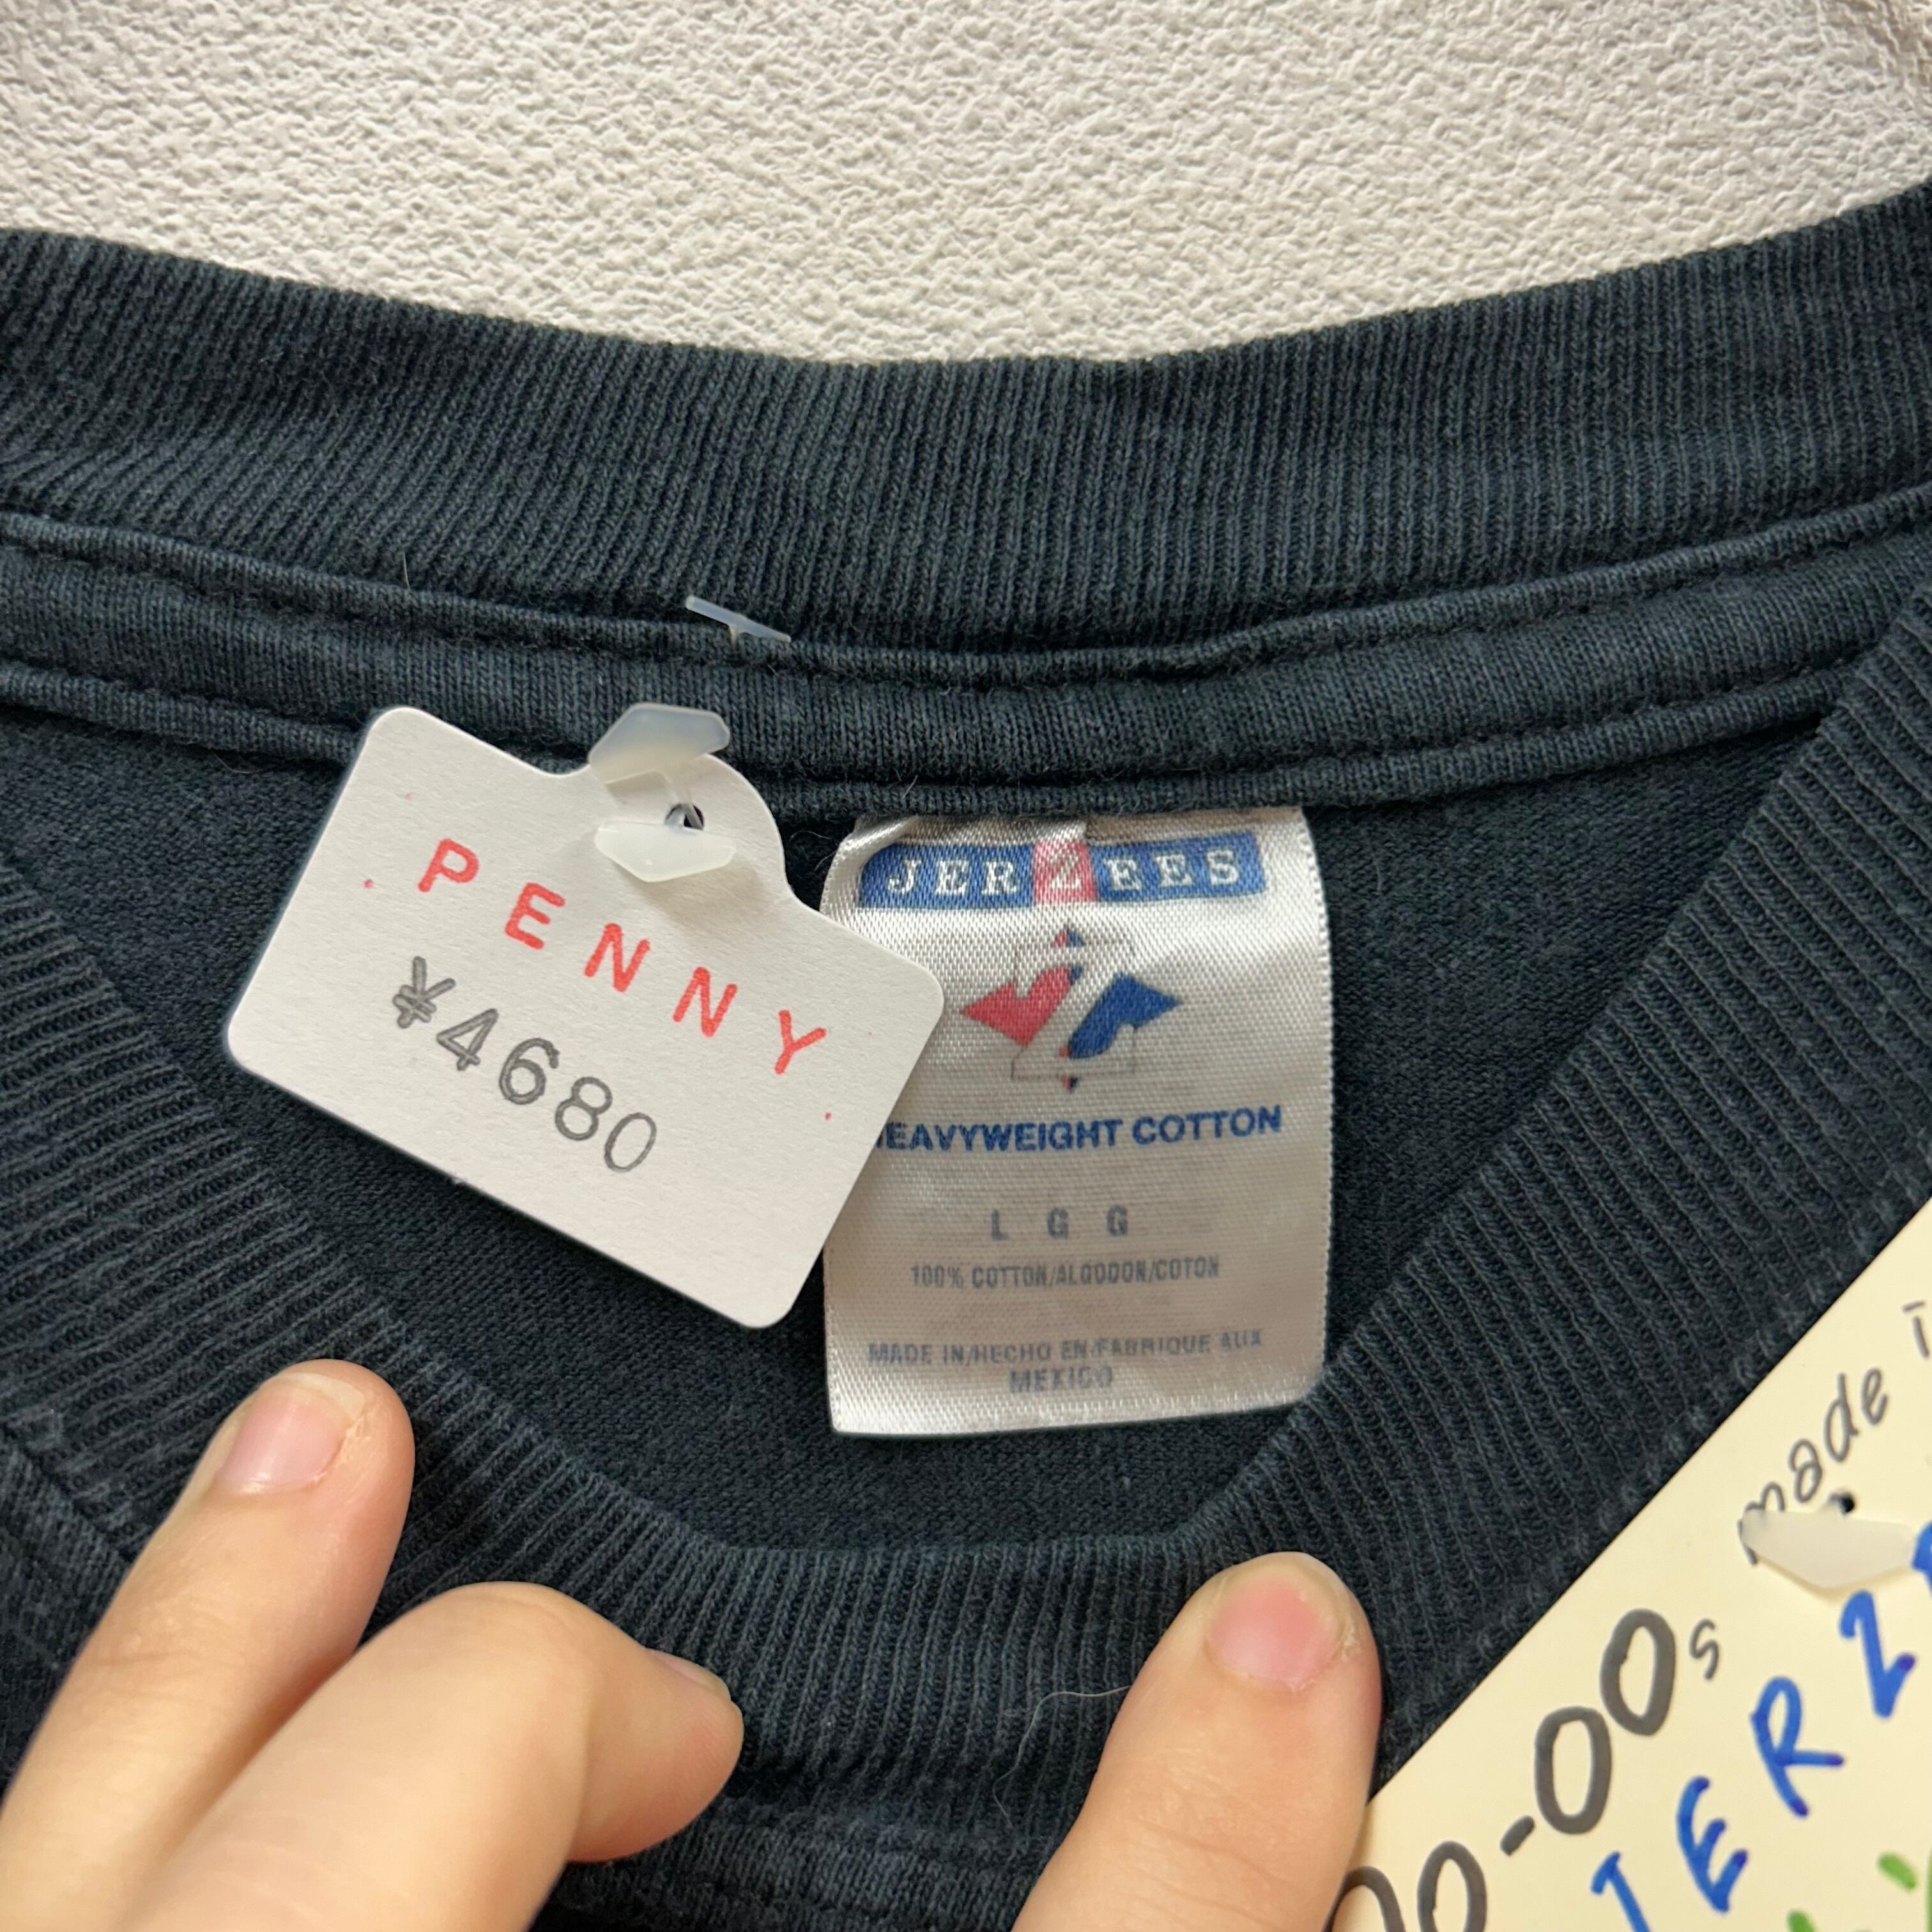 PENNY
¥4680
JERZEES
HEAVYWEIGHT COTTON
L G G
100% COTTON/ALGODON/COTON
MADE IN/HECHO EN/FABRIQUE AUX
MEXICO
made
0-00s
JERZ